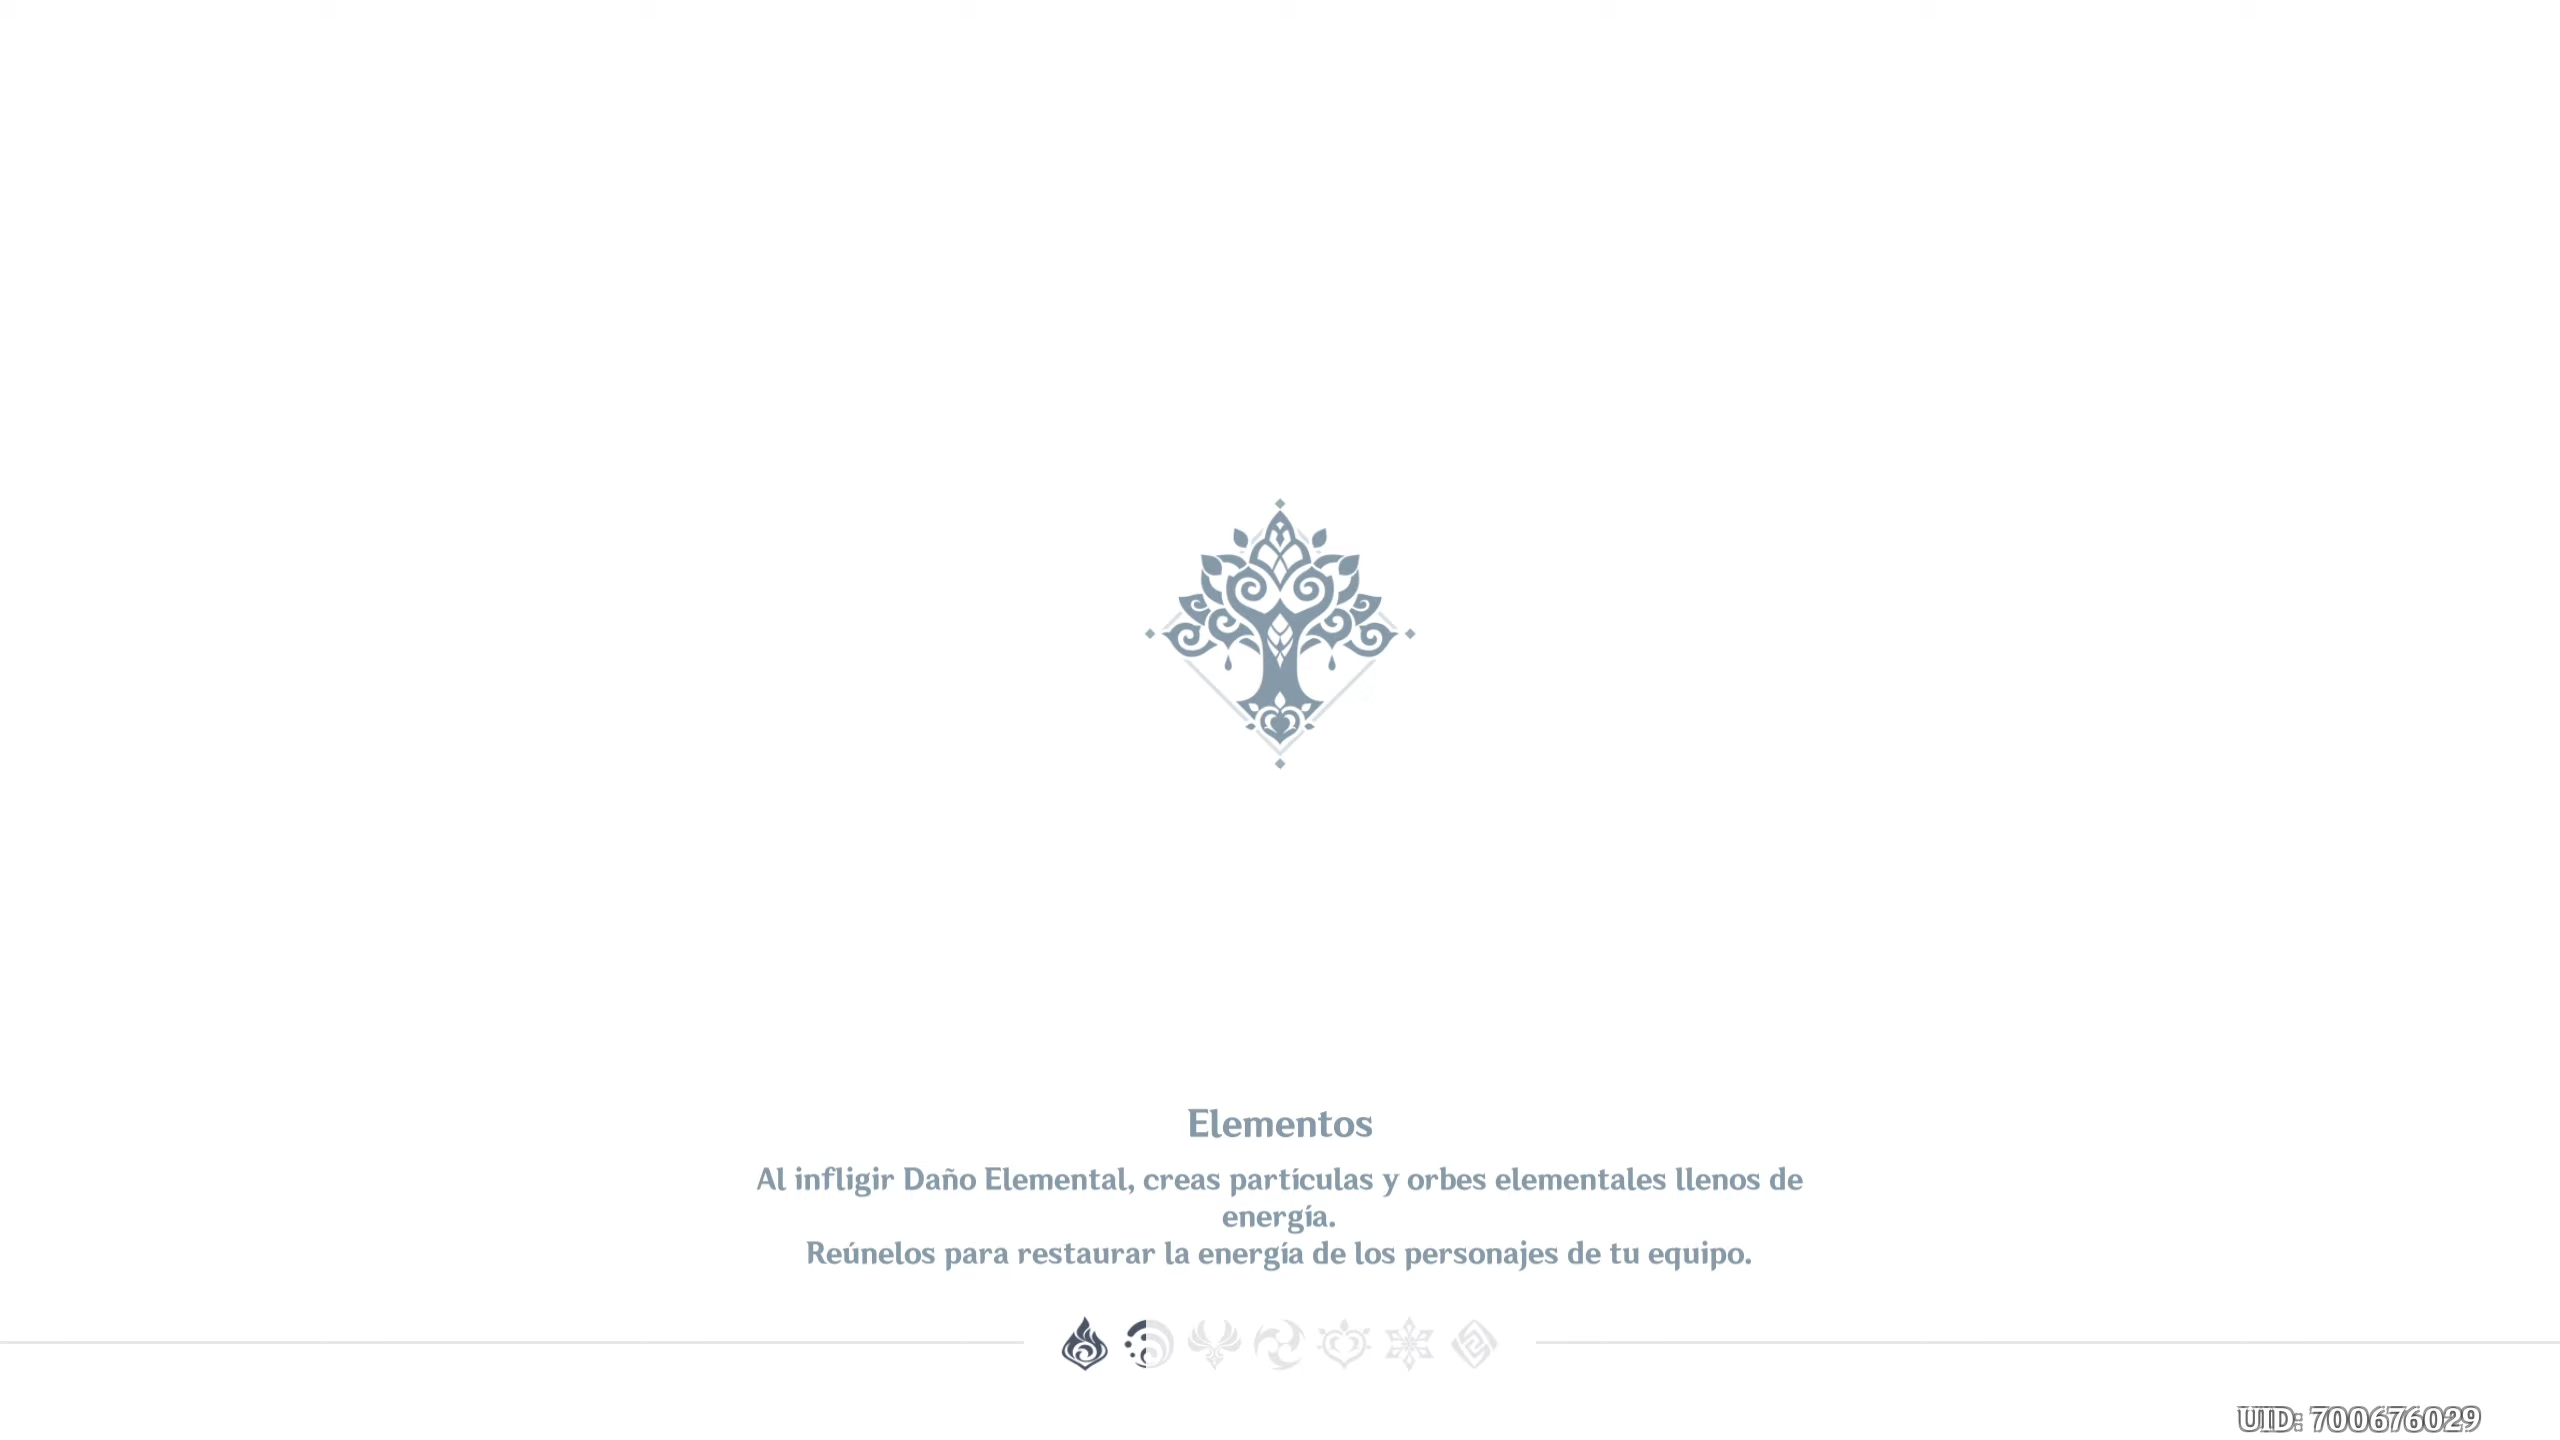 Elementos
Al infligir Daño Elemental, creas partículas y orbes elementales llenos de
energía.
Reúnelos para restaurar la energía de los personajes de tu equipo.
UID: 700676029